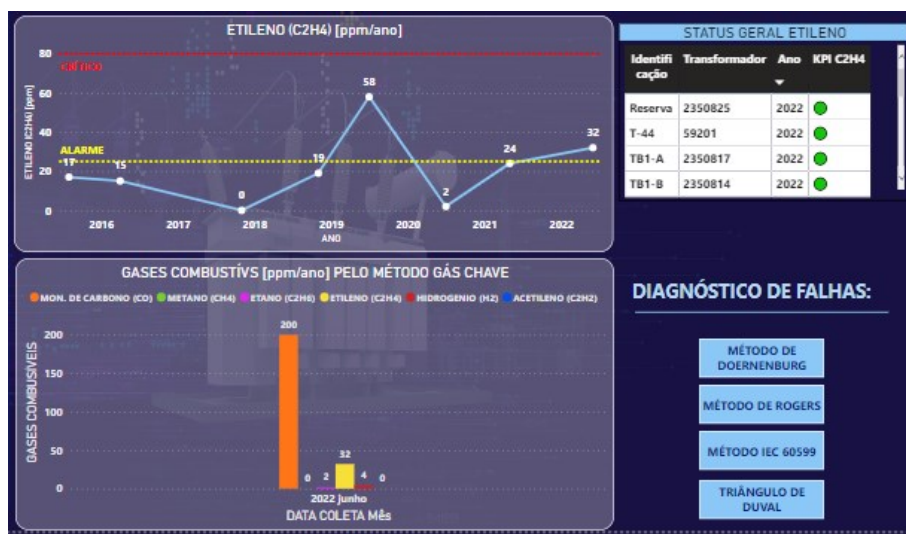 ETILENO (C2H4) [ppm/ano]
ETILENO (C2H4) [ppm]
80
60
40
20
0
CRÍTICO
ALARME
17
15
0
19
58
2
24
32
2016 2017 2018 2019 2020 2021 2022
ANO
STATUS GERAL ETILENO
Identifi
cação Transformador Ano KPI C2H4
Reserva 2350825 2022
T-44 59201 2022
TB1-A 2350817 2022
TB1-B 2350814 2022
GASES COMBUSTÍVS [ppm/ano] PELO MÉTODO GÁS CHAVE
MON. DE CARBONO (CO) METANO (CH4) ETANO (C2H6) ETILENO (C2H4) HIDROGENIO (H2) ACETILENO (C2H2)
GASES COMBUSÍVEIS
200
150
100
50
0
200
0 2 32 4 0
2022 Junho
DATA COLETA Mês
DIAGNÓSTICO DE FALHAS:
MÉTODO DE
DOERNENBURG
MÉTODO DE ROGERS
MÉTODO IEC 60599
TRIÂNGULO DE
DUVAL